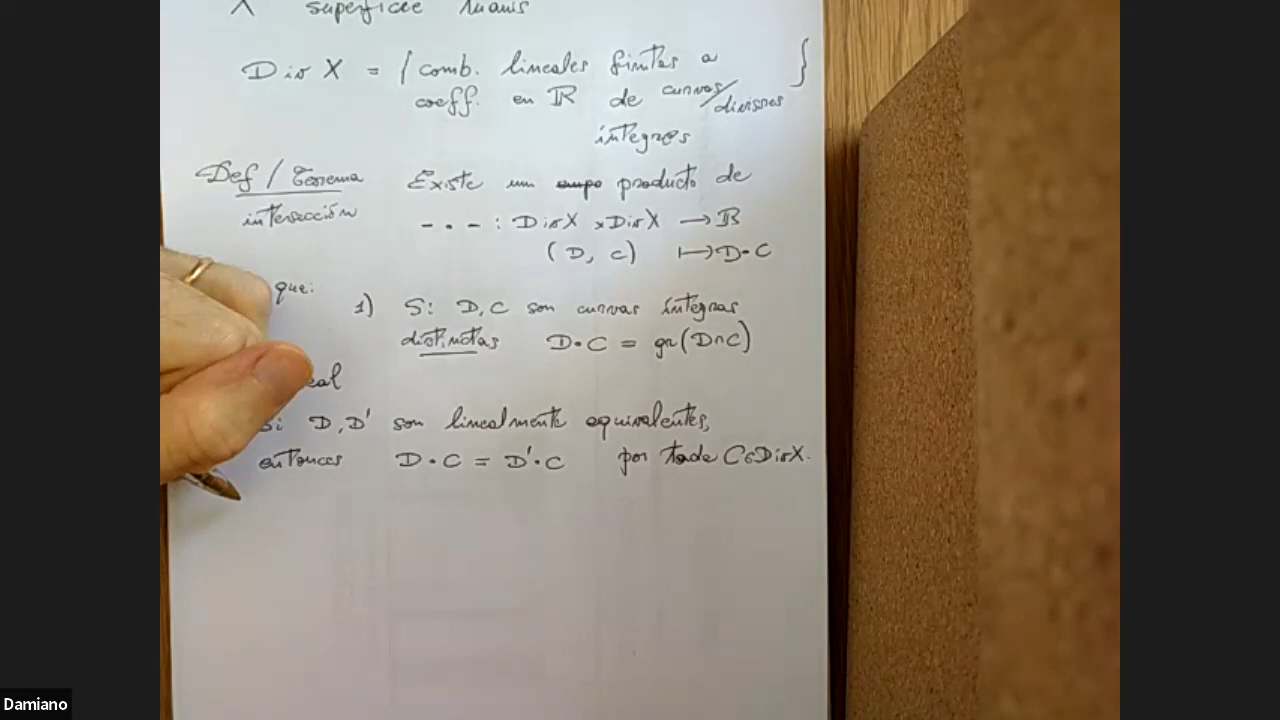 X superficie
Div X = { comb. lineales finitas a }
coeff. en ℝ de curvas/divisores
íntegros
Def / Teorema Existe un producto de
intersección - · - : Div X × Div X → ℝ
(D, C) ↦ D·C
que:
1) Si D, C son curvas íntegras
distintas D·C = gr(D∩C)
eal
Si D, D' son linealmente equivalentes,
entonces D·C = D'·C por todo C∈Div X.
Damiano